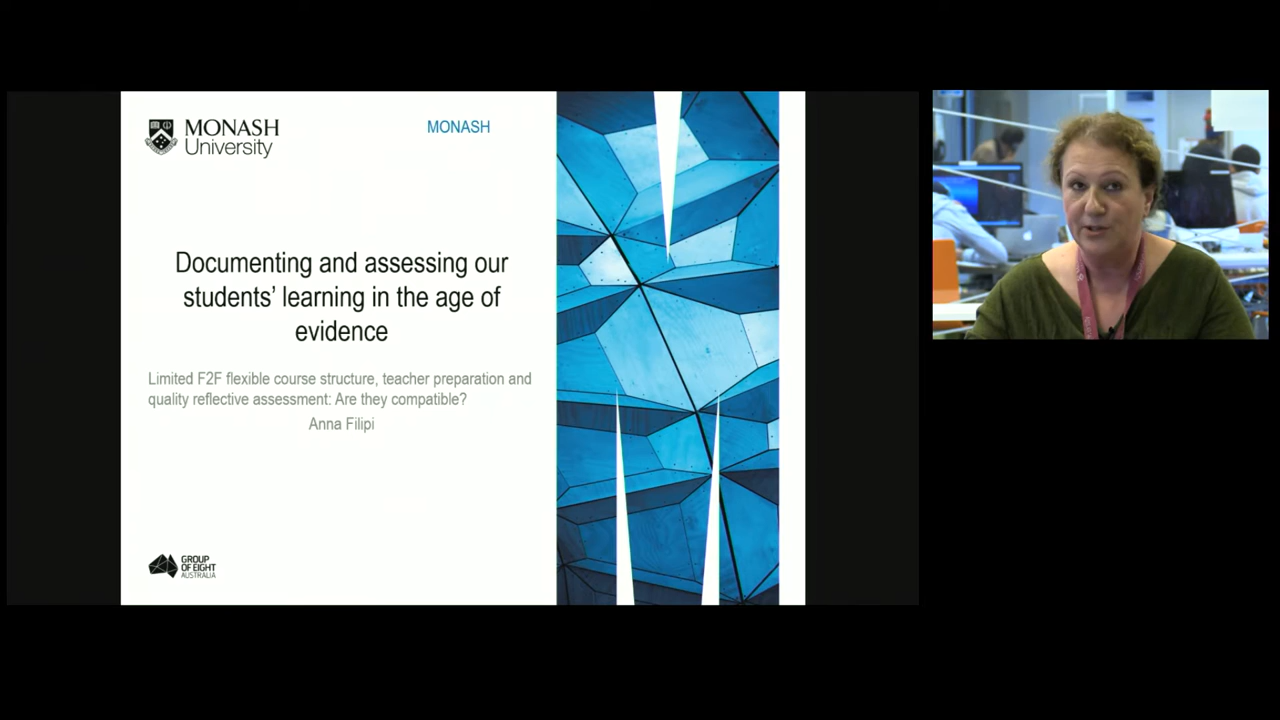 MONASH
University
MONASH
Documenting and assessing our
students’ learning in the age of
evidence
Limited F2F flexible course structure, teacher preparation and
quality reflective assessment: Are they compatible?
Anna Filipi
GROUP
OF EIGHT
AUSTRALIA